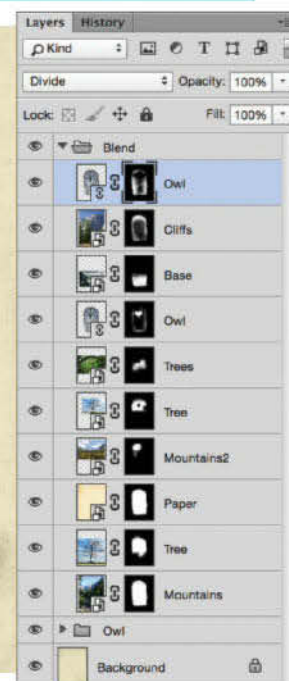 Layers History
Kind
Divide Opacity: 100%
Lock: Fill: 100%
Blend
Owl
Cliffs
Base
Owl
Trees
Tree
Mountains2
Paper
Tree
Mountains
Owl
Background